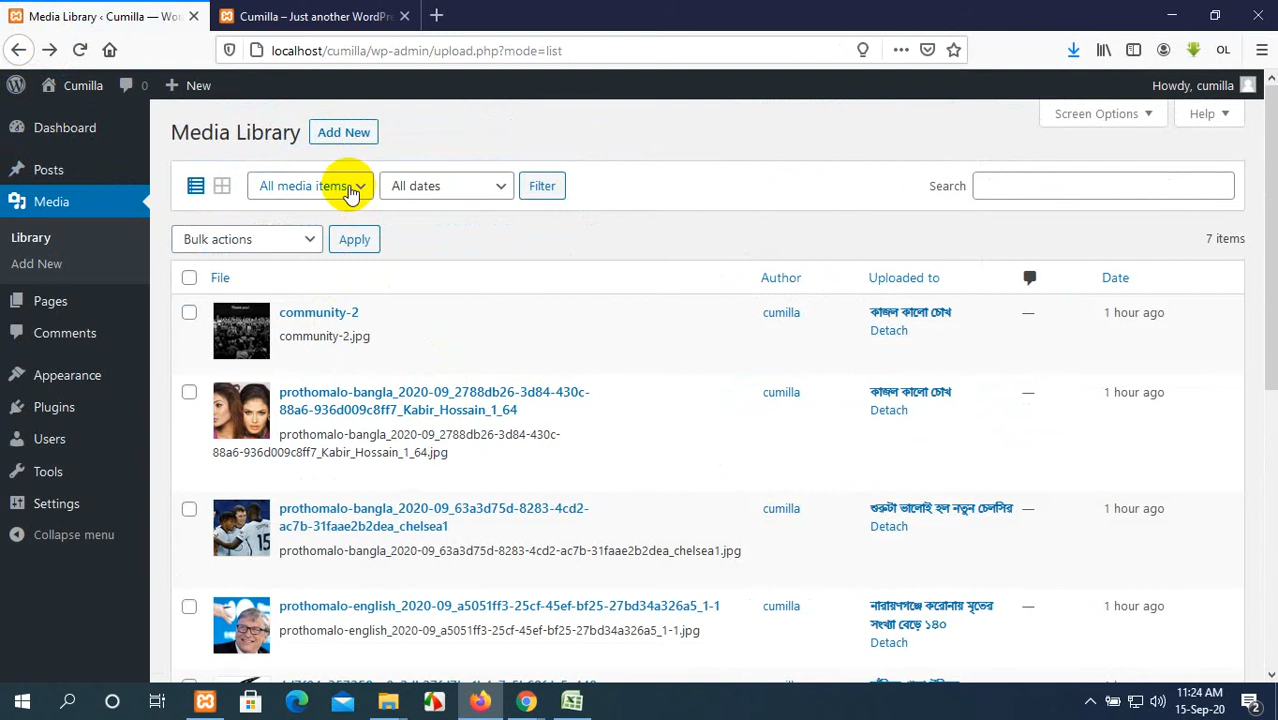 Media Library ‹ Cumilla — Wor
Cumilla – Just another WordPre
localhost/cumilla/wp-admin/upload.php?mode=list
OL
Cumilla
0
New
Howdy, cumilla
Dashboard
Posts
Media
Library
Add New
Pages
Comments
Appearance
Plugins
Users
Tools
Settings
Collapse menu
Screen Options
Help
Media Library
Add New
All media items
All dates
Filter
Search
Bulk actions
Apply
7 items
File
Author
Uploaded to
Date
community-2
community-2.jpg
cumilla
কাজল কালো চোখ
Detach
—
1 hour ago
prothomalo-bangla_2020-09_2788db26-3d84-430c-
88a6-936d009c8ff7_Kabir_Hossain_1_64
prothomalo-bangla_2020-09_2788db26-3d84-430c-
88a6-936d009c8ff7_Kabir_Hossain_1_64.jpg
cumilla
কাজল কালো চোখ
Detach
—
1 hour ago
prothomalo-bangla_2020-09_63a3d75d-8283-4cd2-
ac7b-31faae2b2dea_chelsea1
prothomalo-bangla_2020-09_63a3d75d-8283-4cd2-ac7b-31faae2b2dea_chelsea1.jpg
cumilla
শুরুটা ভালোই হল নতুন চেলসির
Detach
—
1 hour ago
prothomalo-english_2020-09_a5051ff3-25cf-45ef-bf25-27bd34a326a5_1-1
prothomalo-english_2020-09_a5051ff3-25cf-45ef-bf25-27bd34a326a5_1-1.jpg
cumilla
নারায়ণগঞ্জে করোনায় মৃতের
সংখ্যা বেড়ে ১৪০
Detach
—
1 hour ago
11:24 AM
15-Sep-20
2